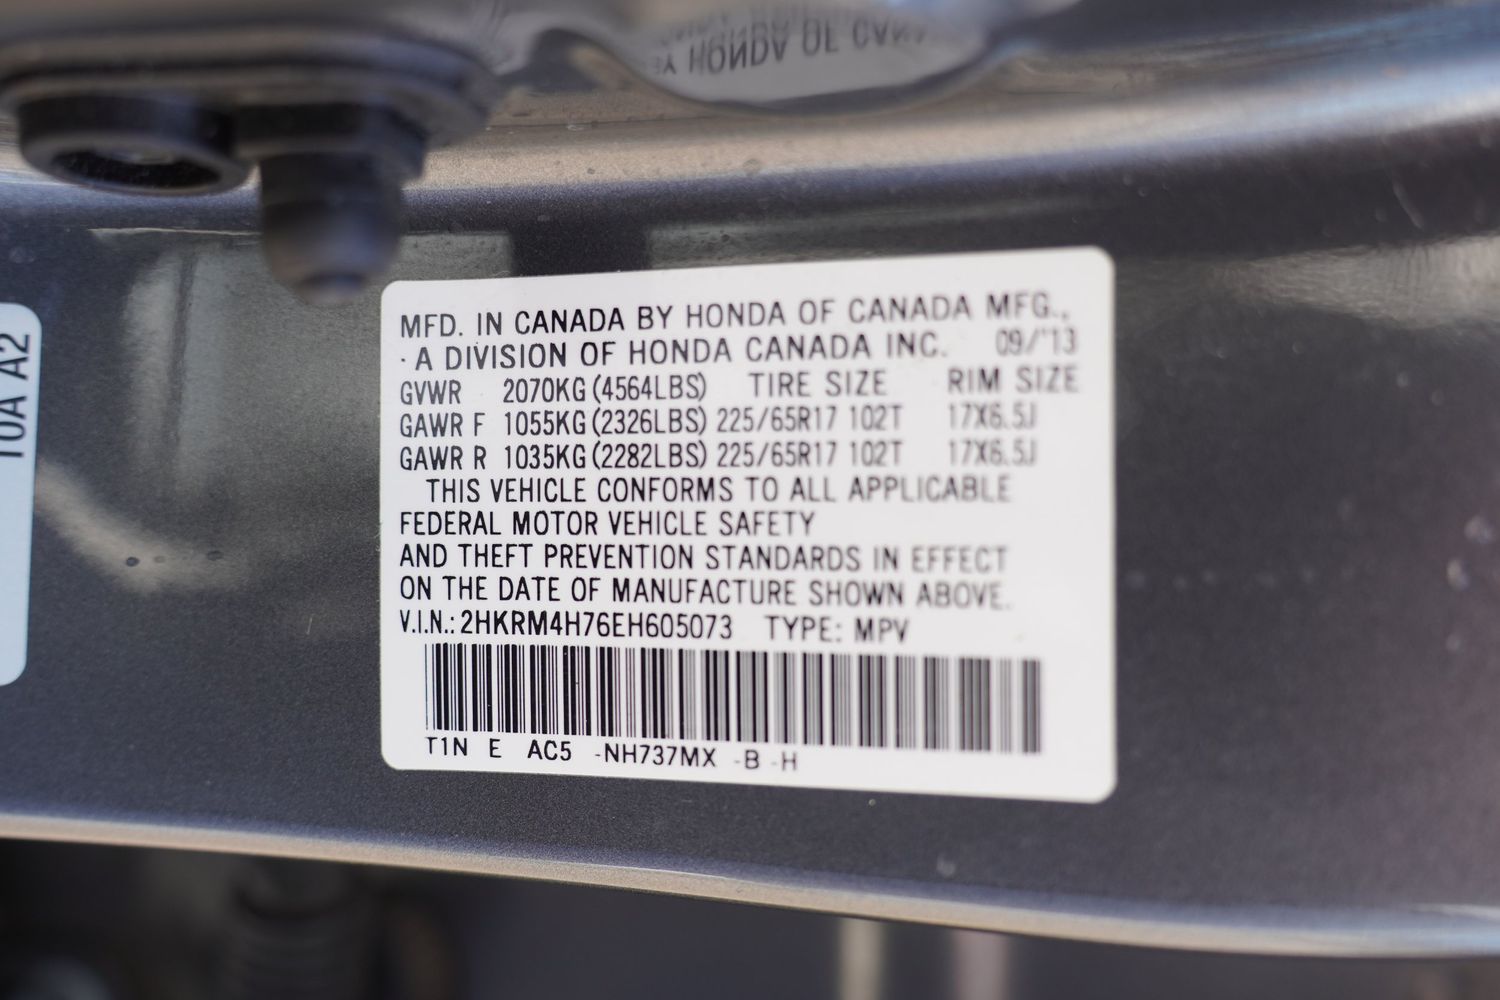 HONDA OF CANA
10A A2
MFD. IN CANADA BY HONDA OF CANADA MFG.,
· A DIVISION OF HONDA CANADA INC. 09/'13
GVWR 2070KG (4564LBS) TIRE SIZE RIM SIZE
GAWR F 1055KG (2326LBS) 225/65R17 102T 17X6.5J
GAWR R 1035KG (2282LBS) 225/65R17 102T 17X6.5J
THIS VEHICLE CONFORMS TO ALL APPLICABLE
FEDERAL MOTOR VEHICLE SAFETY
AND THEFT PREVENTION STANDARDS IN EFFECT
ON THE DATE OF MANUFACTURE SHOWN ABOVE.
V.I.N.: 2HKRM4H76EH605073 TYPE: MPV
T1N E AC5 -NH737MX -B -H